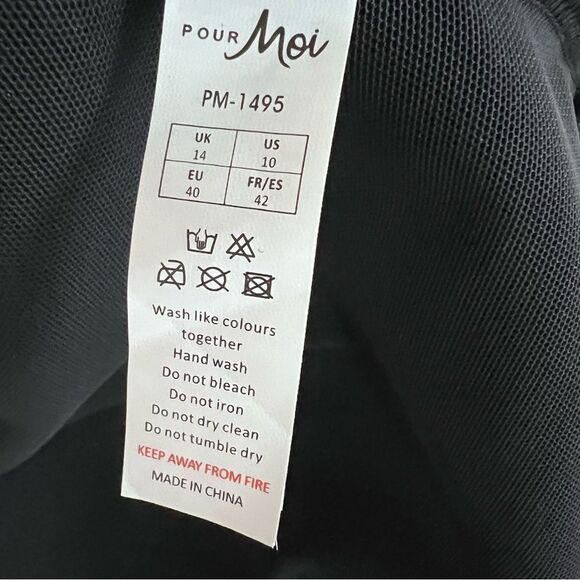 POUR Moi
PM-1495
UK US
14 10
EU FR/ES
40 42
Wash like colours
together
Hand wash
Do not bleach
Do not iron
Do not dry clean
Do not tumble dry
KEEP AWAY FROM FIRE
MADE IN CHINA